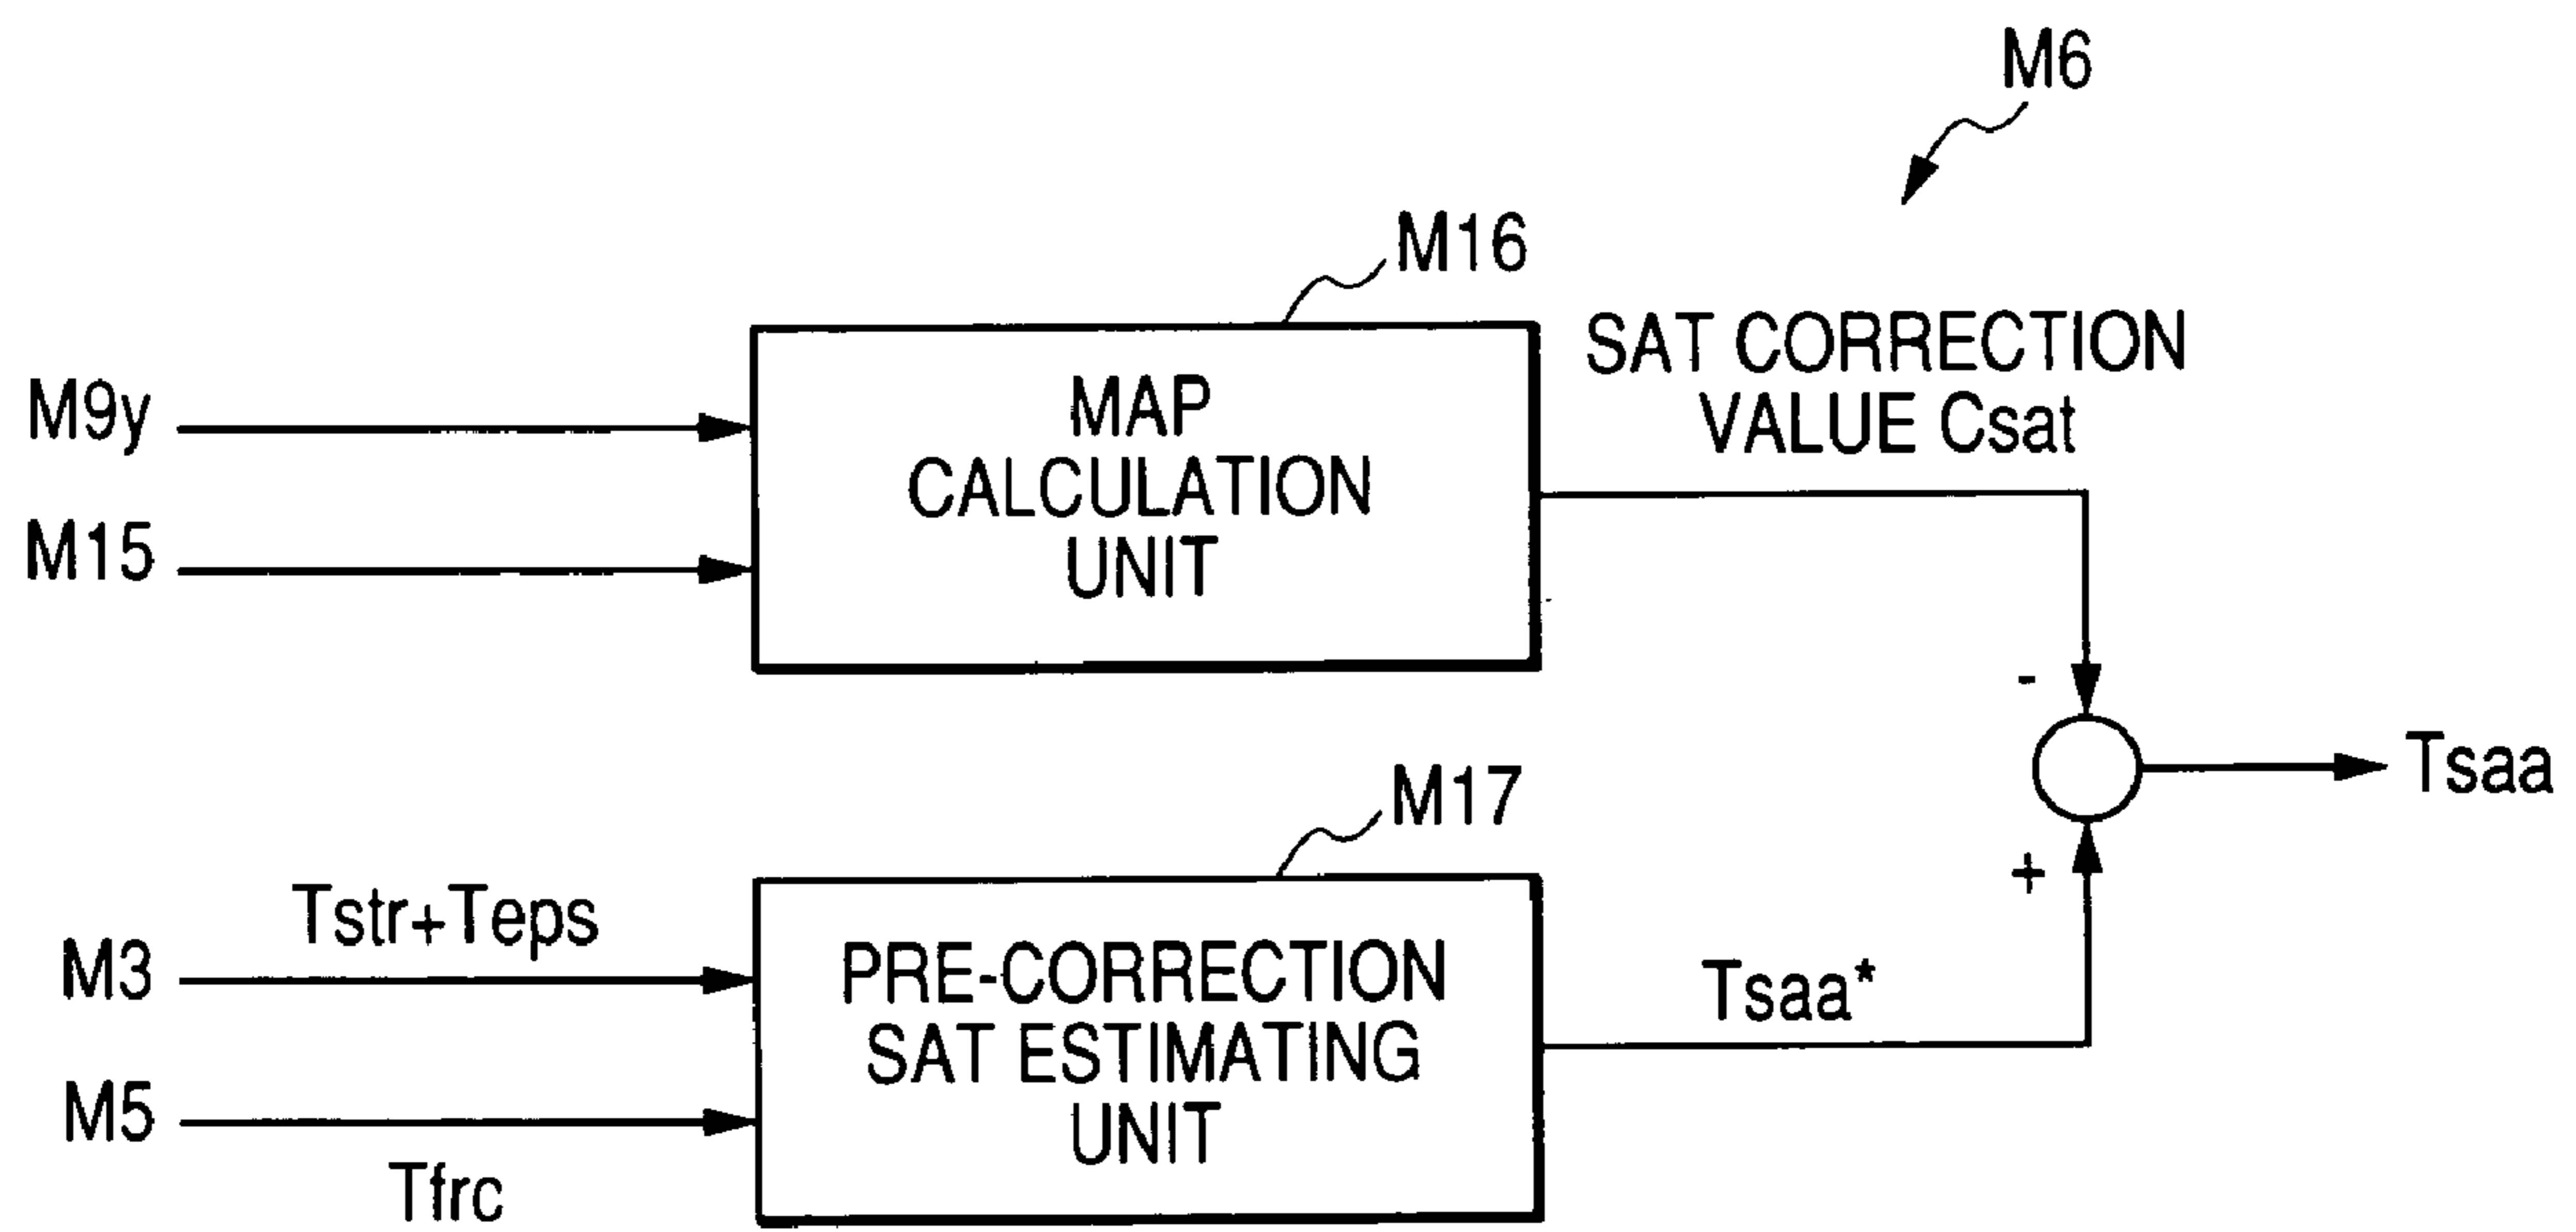 M6
M16
SAT CORRECTION
VALUE Csat
M9y
M15
MAP
CALCULATION
UNIT
-
Tsaa
+
M17
Tstr+Teps
M3
M5
Tfrc
PRE-CORRECTION
SAT ESTIMATING
UNIT
Tsaa*